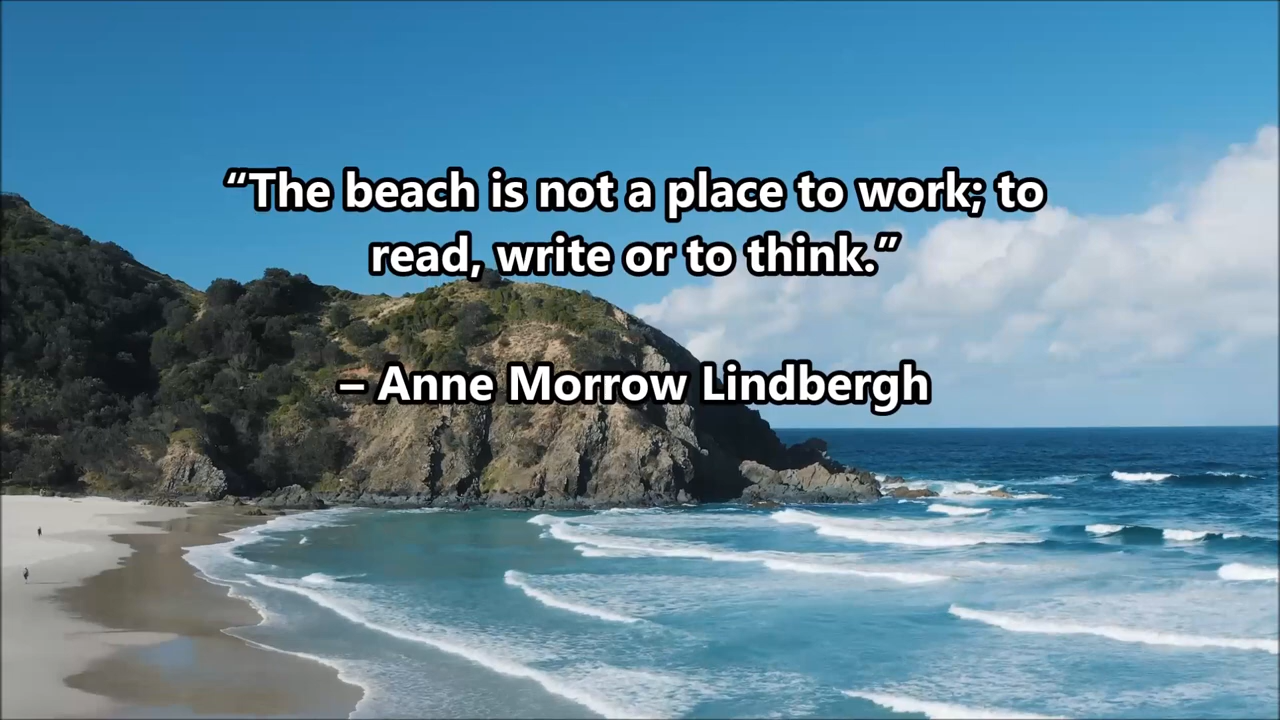 “The beach is not a place to work; to
read, write or to think.”
– Anne Morrow Lindbergh